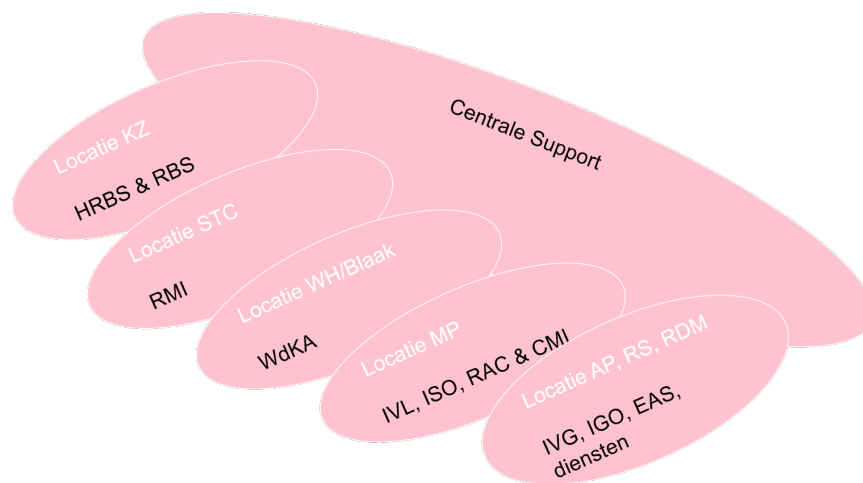 Centrale Support
Locatie KZ
HRBS & RBS
Locatie STC
RMI
Locatie WH/Blaak
WdKA
Locatie MP
IVL, ISO, RAC & CMI
Locatie AP, RS, RDM
IVG, IGO, EAS,
diensten